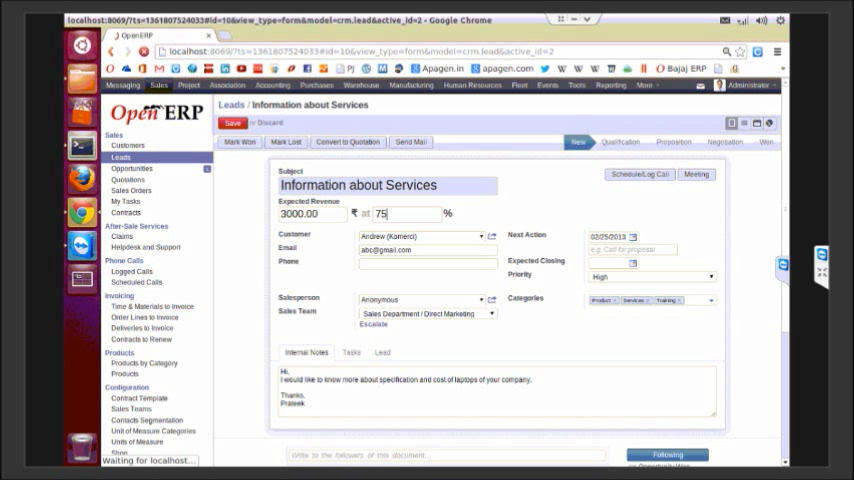 localhost:8069/?ts=1361807524033#id=10&view_type=form&model=crm.lead&active_id=2 - Google Chrome
OpenERP
localhost:8069/?ts=1361807524033#id=10&view_type=form&model=crm.lead&active_id=2
PJ Apagen.in apagen.com Bajaj ERP
Messaging Sales Project Association Accounting Purchases Warehouse Manufacturing Human Resources Fleet Events Tools Reporting More Administrator
OpenERP
Leads / Information about Services
Save or Discard
Mark Won Mark Lost Convert to Quotation Send Mail New Qualification Proposition Negotiation Won
Sales
Customers
Leads
Opportunities 1
Quotations
Sales Orders
My Tasks
Contracts
After-Sale Services
Claims
Helpdesk and Support
Phone Calls
Logged Calls
Scheduled Calls
Invoicing
Time & Materials to Invoice
Order Lines to Invoice
Deliveries to Invoice
Contracts to Renew
Products
Products by Category
Products
Configuration
Contract Template
Sales Teams
Contacts Segmentation
Unit of Measure Categories
Units of Measure
Shop
Waiting for localhost...
Subject
Information about Services
Schedule/Log Call Meeting
Expected Revenue
3000.00 ₹ at 75 %
Customer Andrew (Komerci) Next Action 02/25/2013
Email abc@gmail.com e.g. Call for proposal
Phone Expected Closing
Priority High
Salesperson Anonymous Categories Product Services Training
Sales Team Sales Department / Direct Marketing
Escalate
Internal Notes Tasks Lead
Hi,
I would like to know more about specification and cost of laptops of your company.
Thanks,
Prateek
Write to the followers of this document... Following